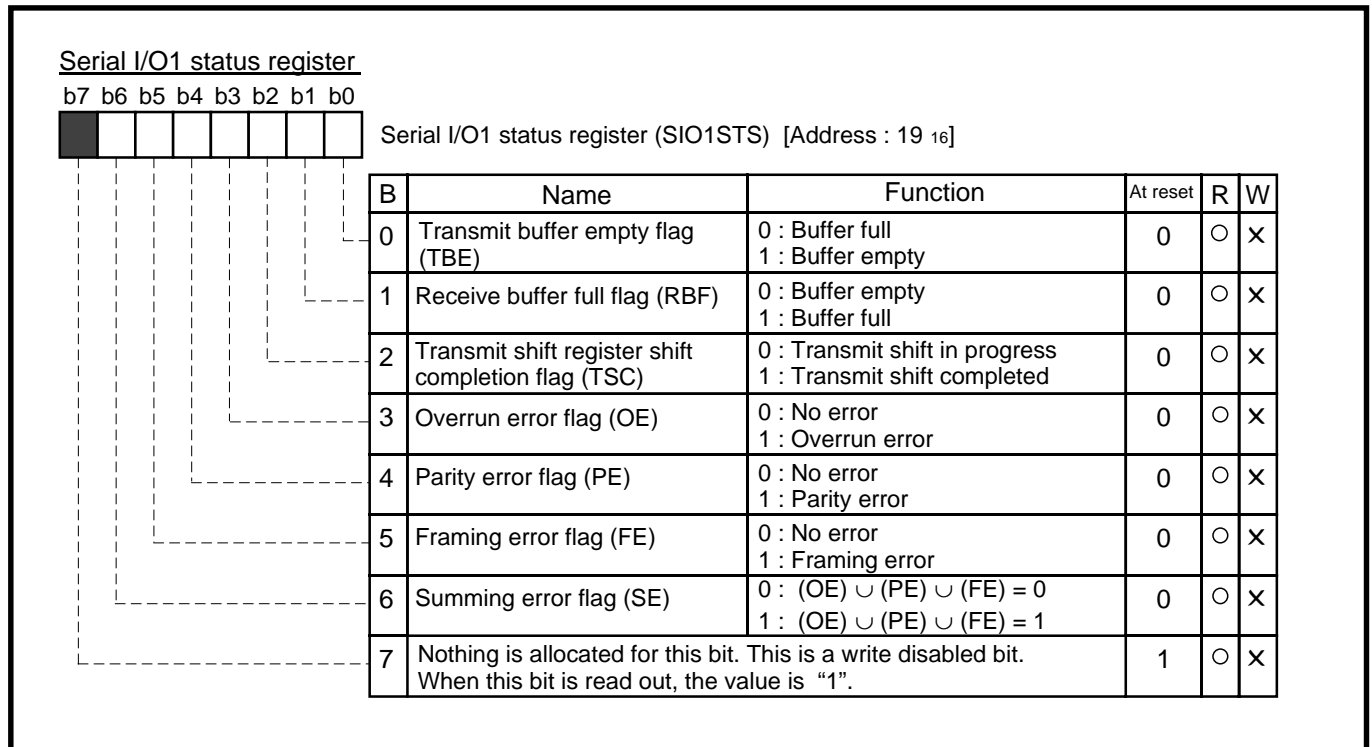 Serial I/O1 status register
b7 b6 b5 b4 b3 b2 b1 b0
Serial I/O1 status register (SIO1STS) [Address : 19 16]
B Name Function At reset R W
0 Transmit buffer empty flag (TBE) 0 : Buffer full
1 : Buffer empty 0 ○ ×
1 Receive buffer full flag (RBF) 0 : Buffer empty
1 : Buffer full 0 ○ ×
2 Transmit shift register shift completion flag (TSC) 0 : Transmit shift in progress
1 : Transmit shift completed 0 ○ ×
3 Overrun error flag (OE) 0 : No error
1 : Overrun error 0 ○ ×
4 Parity error flag (PE) 0 : No error
1 : Parity error 0 ○ ×
5 Framing error flag (FE) 0 : No error
1 : Framing error 0 ○ ×
6 Summing error flag (SE) 0 : (OE) ∪ (PE) ∪ (FE) = 0
1 : (OE) ∪ (PE) ∪ (FE) = 1 0 ○ ×
7 Nothing is allocated for this bit. This is a write disabled bit.
When this bit is read out, the value is “1”. 1 ○ ×